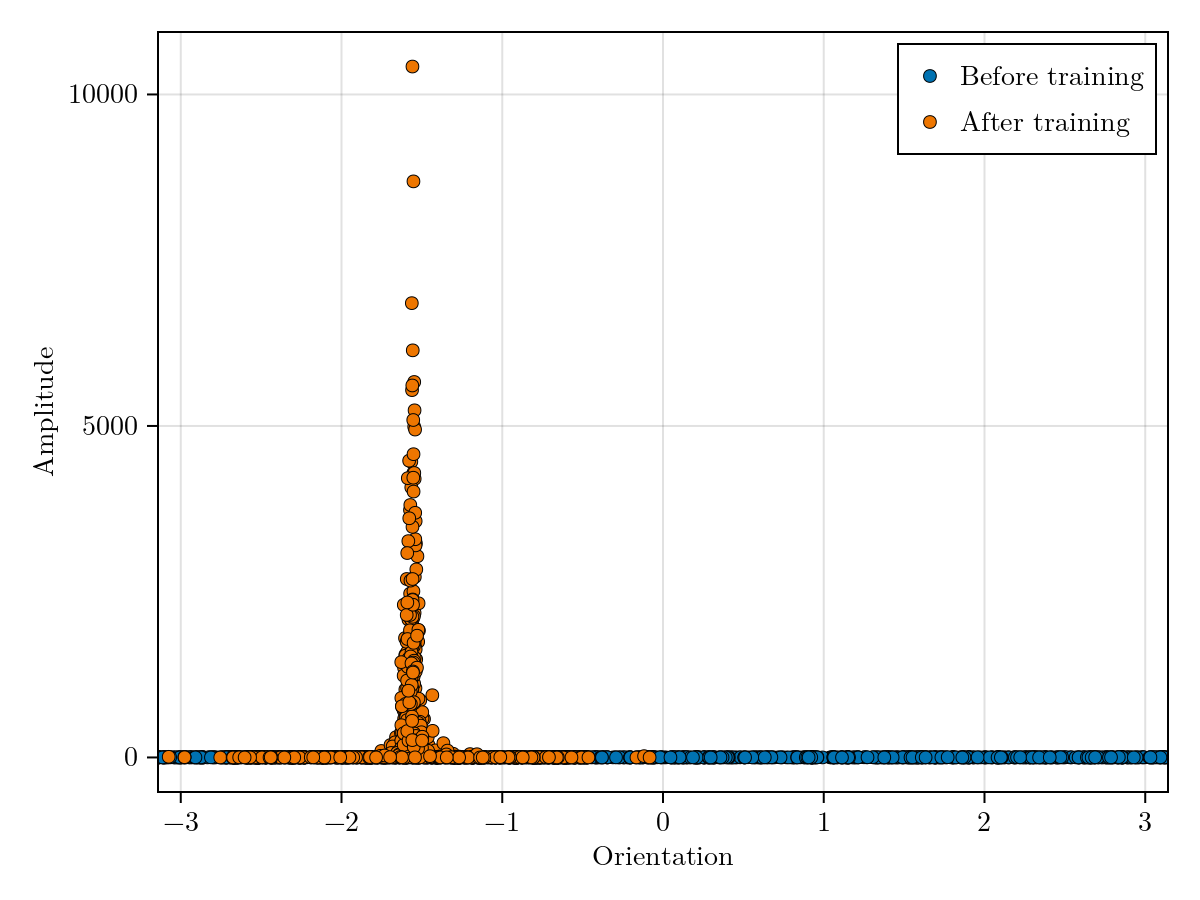 Before training
After training
10000
5000
0
Amplitude
−3
−2
−1
0
1
2
3
Orientation